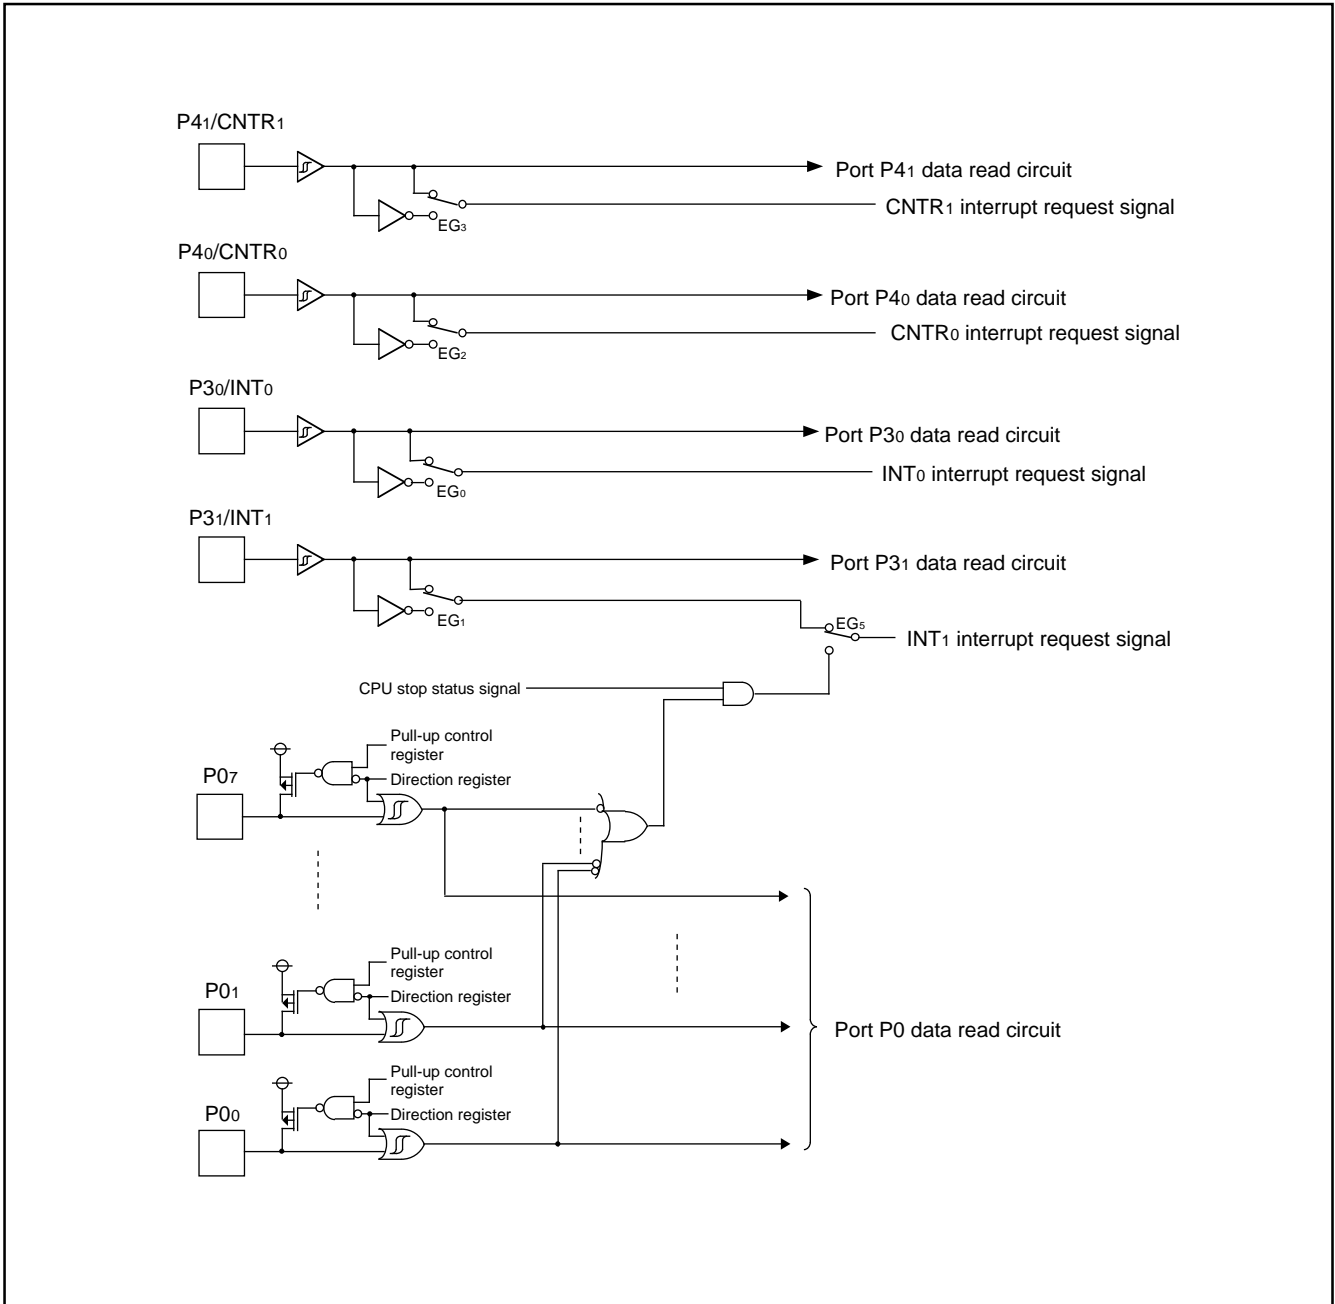 P41/CNTR1
Port P41 data read circuit
CNTR1 interrupt request signal
EG3
P40/CNTR0
Port P40 data read circuit
CNTR0 interrupt request signal
EG2
P30/INT0
Port P30 data read circuit
INT0 interrupt request signal
EG0
P31/INT1
Port P31 data read circuit
EG1
EG5
INT1 interrupt request signal
CPU stop status signal
Pull-up control
register
P07
Direction register
Pull-up control
register
P01
Direction register
Port P0 data read circuit
Pull-up control
register
P00
Direction register